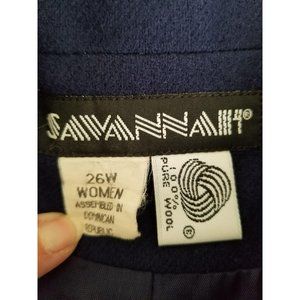 SAVANNAH®
26W
WOMEN
ASSEMBLED IN
DOMINICAN
REPUBLIC
100%
PURE WOOL